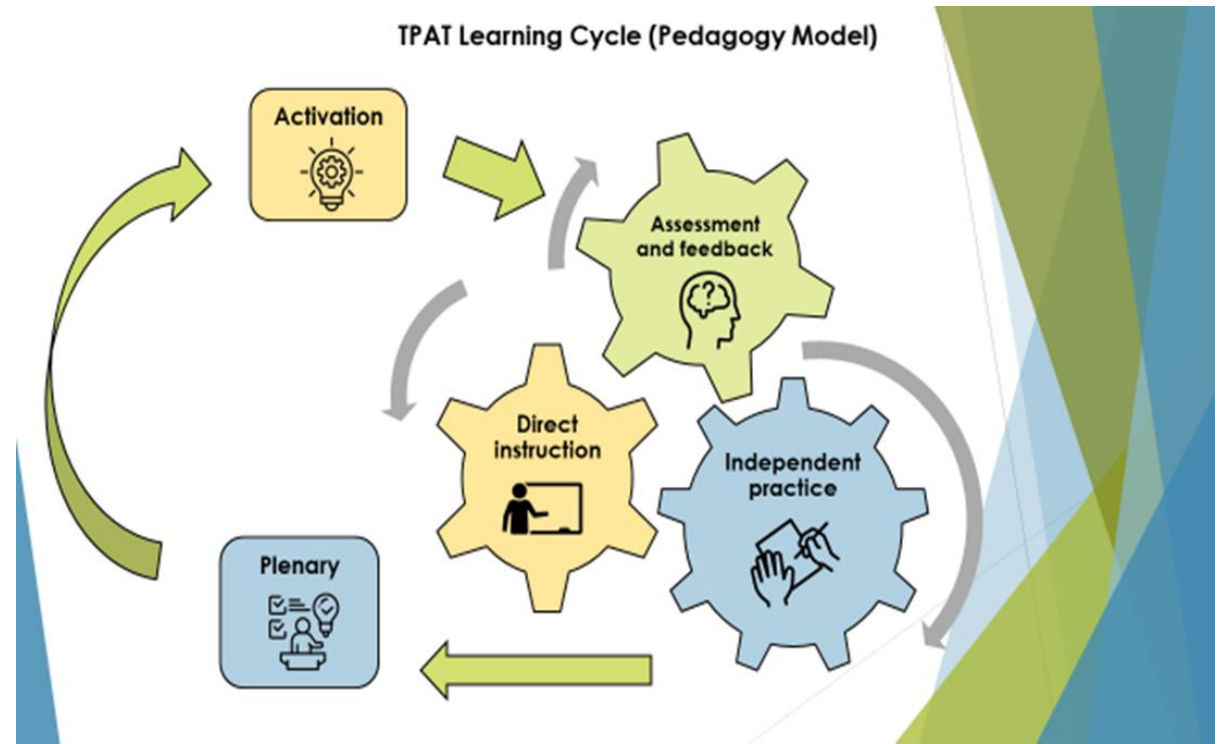 TPAT Learning Cycle (Pedagogy Model)
Activation
Assessment
and feedback
?
Direct
instruction
Independent
practice
Plenary